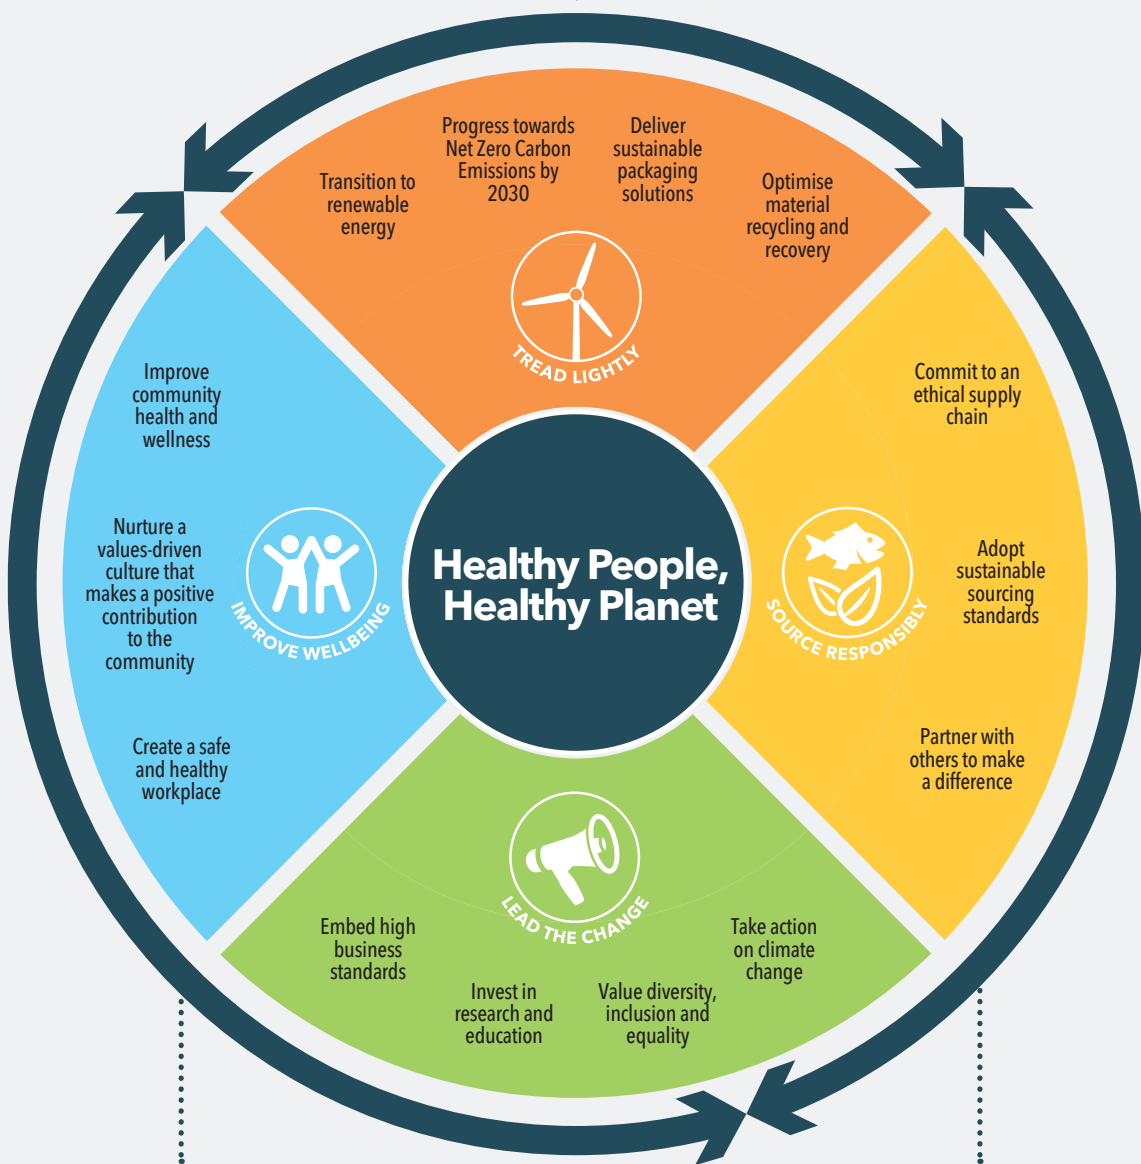 Progress towards
Net Zero Carbon
Emissions by
2030
Deliver
sustainable
packaging
solutions
Transition to
renewable
energy
Optimise
material
recycling and
recovery
TREAD LIGHTLY
Improve
community
health and
wellness
Nurture a
values-driven
culture that
makes a positive
contribution
to the
community
Create a safe
and healthy
workplace
IMPROVE WELLBEING
Healthy People,
Healthy Planet
Commit to an
ethical supply
chain
Adopt
sustainable
sourcing
standards
Partner with
others to make
a difference
SOURCE RESPONSIBLY
LEAD THE CHANGE
Embed high
business
standards
Invest in
research and
education
Value diversity,
inclusion and
equality
Take action
on climate
change